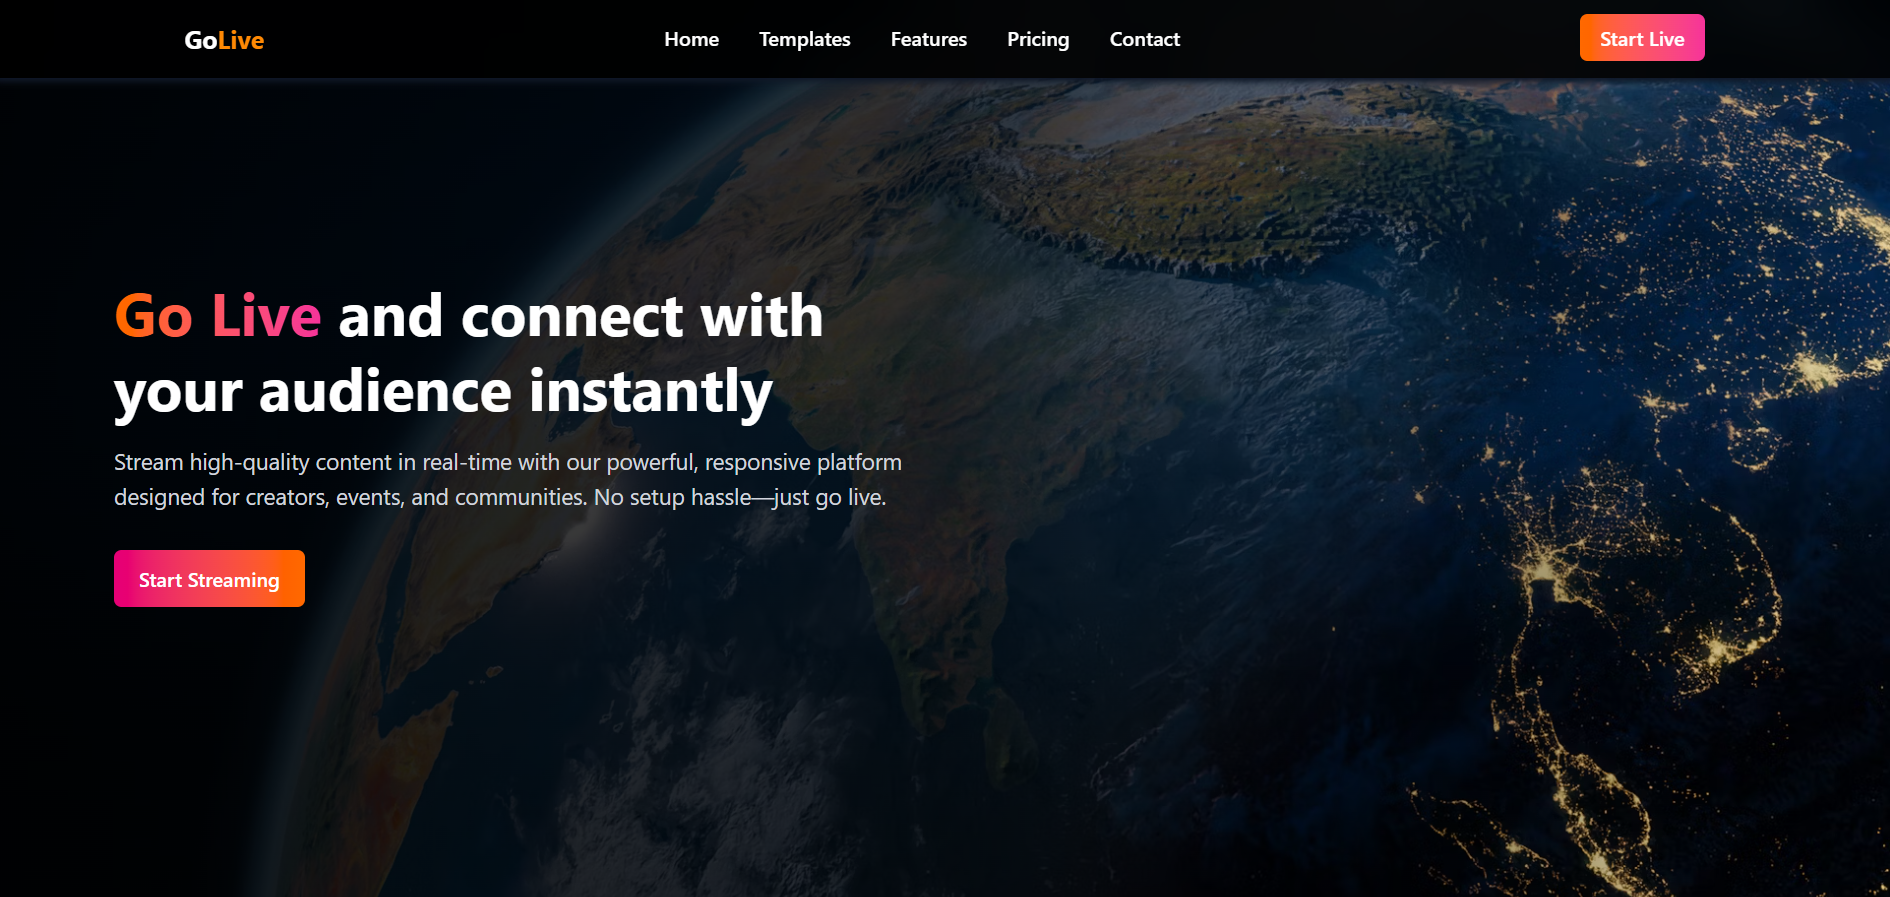 GoLive
Home
Templates
Features
Pricing
Contact
Start Live
Go Live and connect with
your audience instantly
Stream high-quality content in real-time with our powerful, responsive platform
designed for creators, events, and communities. No setup hassle—just go live.
Start Streaming